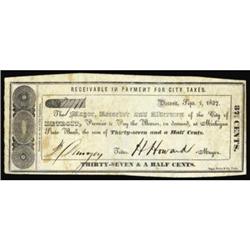 RECEIVABLE IN PAYMENT FOR CITY TAXES.
Detroit, Sept. 1, 1837.
The Mayor, Recorder and Aldermen of the City of
DETROIT, Promise to Pay the Bearer, on demand, at Michigan
State Bank, the sum of Thirty-seven and a Half Cents.
H Howard Mayor.
THIRTY-SEVEN & A HALF CENTS.
37½ CENTS.